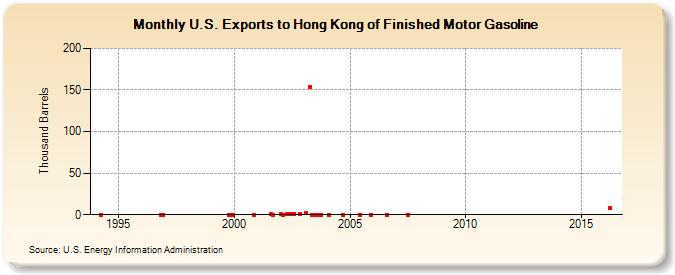 Monthly U.S. Exports to Hong Kong of Finished Motor Gasoline
Thousand Barrels
200
150
100
50
0
1995 2000 2005 2010 2015
Source: U.S. Energy Information Administration